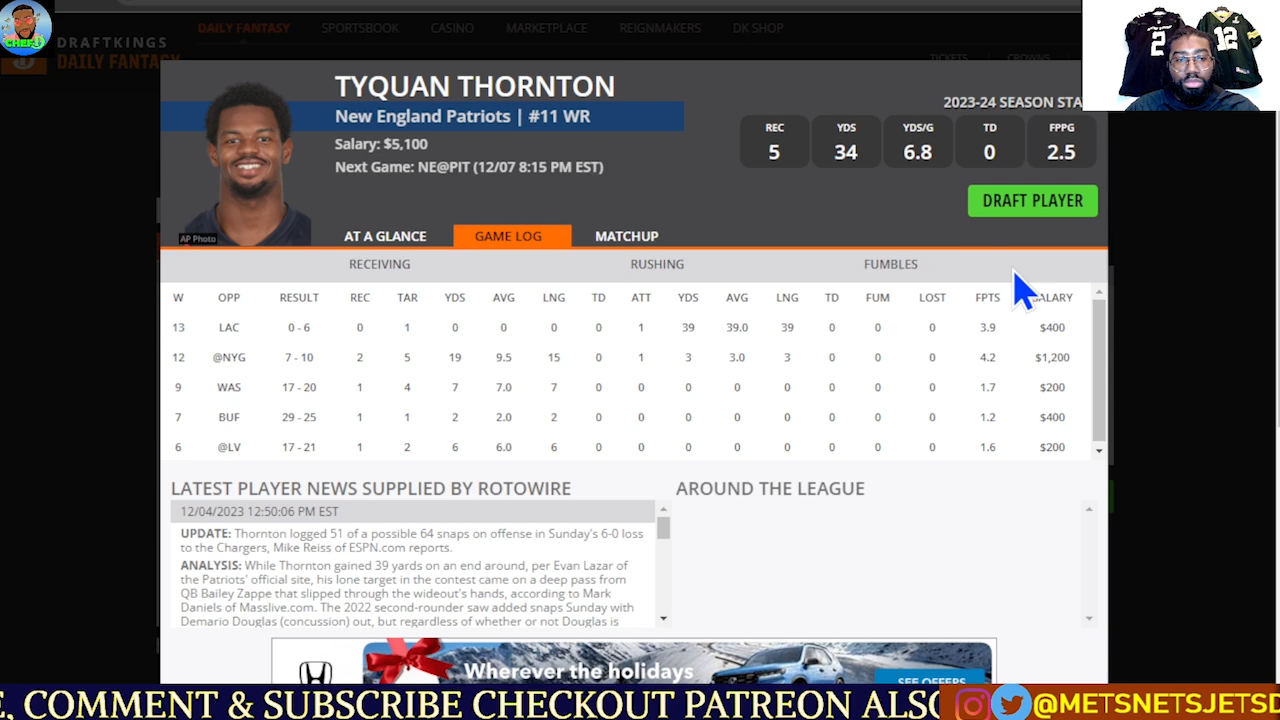 CHEF
DRAFTKINGS
DAILY FANTASY
DAILY FANTASY SPORTSBOOK CASINO MARKETPLACE REIGNMAKERS DK SHOP
TICKETS CROWNS
2 12
TYQUAN THORNTON
New England Patriots | #11 WR
Salary: $5,100
Next Game: NE@PIT (12/07 8:15 PM EST)
AP Photo
2023-24 SEASON STA
REC YDS YDS/G TD FPPG
5 34 6.8 0 2.5
DRAFT PLAYER
AT A GLANCE GAME LOG MATCHUP
RECEIVING RUSHING FUMBLES
W OPP RESULT REC TAR YDS AVG LNG TD ATT YDS AVG LNG TD FUM LOST FPTS SALARY
13 LAC 0 - 6 0 1 0 0 0 0 1 39 39.0 39 0 0 0 3.9 $400
12 @NYG 7 - 10 2 5 19 9.5 15 0 1 3 3.0 3 0 0 0 4.2 $1,200
9 WAS 17 - 20 1 4 7 7.0 7 0 0 0 0 0 0 0 0 1.7 $200
7 BUF 29 - 25 1 1 2 2.0 2 0 0 0 0 0 0 0 0 1.2 $400
6 @LV 17 - 21 1 2 6 6.0 6 0 0 0 0 0 0 0 0 1.6 $200
LATEST PLAYER NEWS SUPPLIED BY ROTOWIRE
12/04/2023 12:50:06 PM EST
UPDATE: Thornton logged 51 of a possible 64 snaps on offense in Sunday's 6-0 loss
to the Chargers, Mike Reiss of ESPN.com reports.
ANALYSIS: While Thornton gained 39 yards on an end around, per Evan Lazar of
the Patriots' official site, his lone target in the contest came on a deep pass from
QB Bailey Zappe that slipped through the wideout's hands, according to Mark
Daniels of Masslive.com. The 2022 second-rounder saw added snaps Sunday with
Demario Douglas (concussion) out, but regardless of whether or not Douglas is
AROUND THE LEAGUE
Wherever the holidays
SEE OFFERS
E, COMMENT & SUBSCRIBE CHECKOUT PATREON ALSO
@METSNETSJETSD